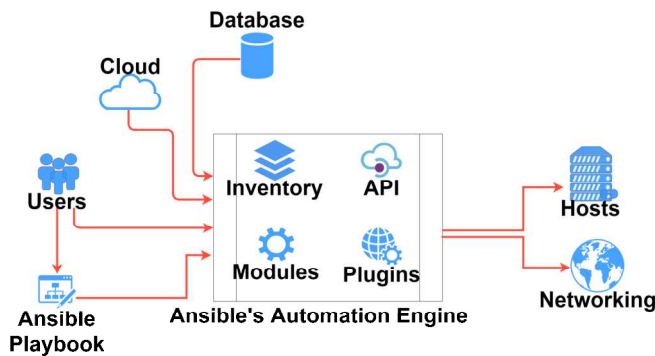 Database
Cloud
Users
Inventory
API
Hosts
Modules
Plugins
Networking
Ansible
Playbook
Ansible's Automation Engine